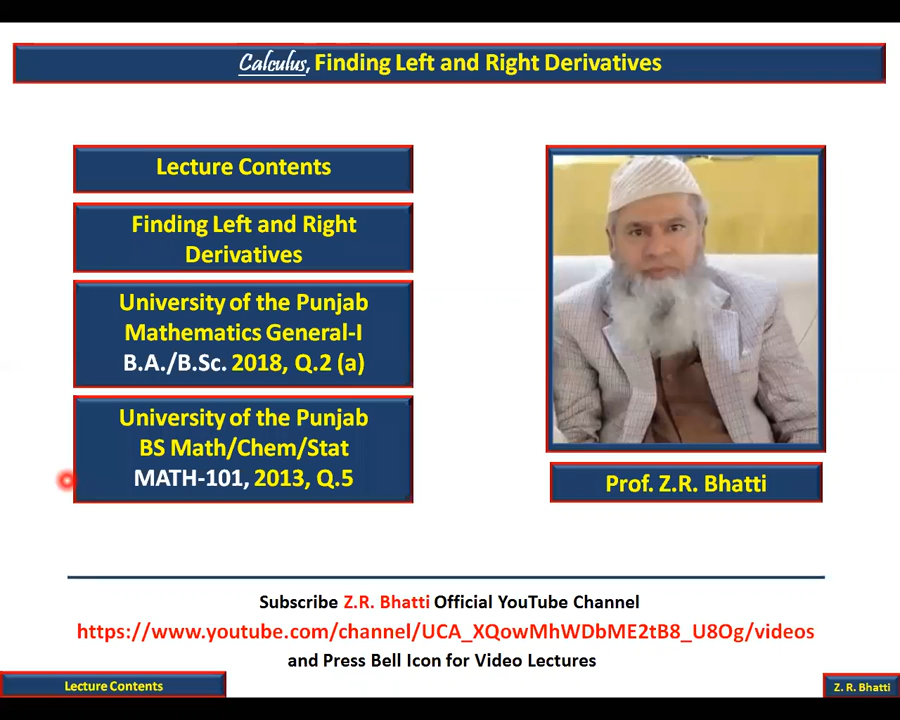 Calculus, Finding Left and Right Derivatives
Lecture Contents
Finding Left and Right
Derivatives
University of the Punjab
Mathematics General-I
B.A./B.Sc. 2018, Q.2 (a)
University of the Punjab
BS Math/Chem/Stat
MATH-101, 2013, Q.5
Prof. Z.R. Bhatti
Subscribe Z.R. Bhatti Official YouTube Channel
https://www.youtube.com/channel/UCA_XQowMhWDbME2tB8_U8Og/videos
and Press Bell Icon for Video Lectures
Lecture Contents
Z. R. Bhatti